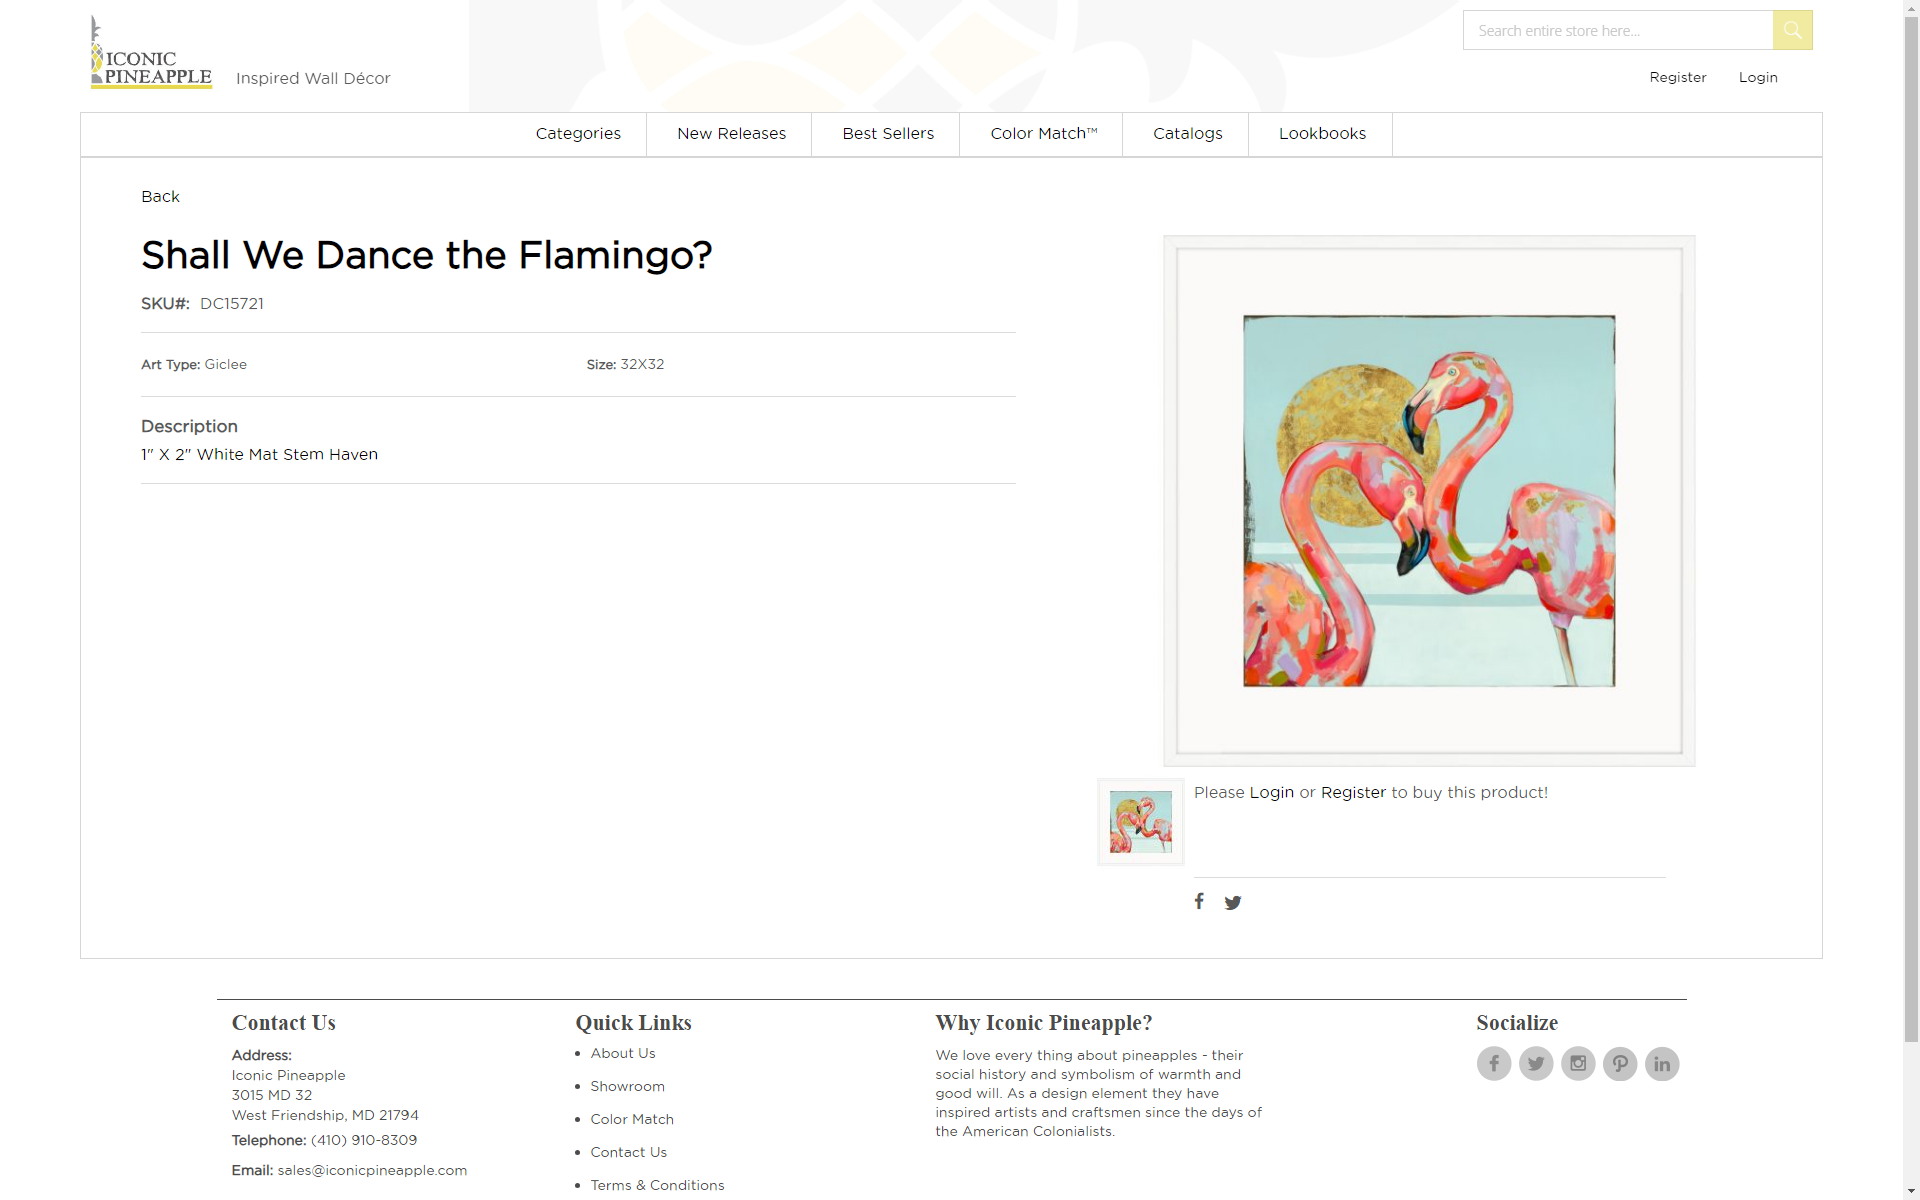 ICONIC
PINEAPPLE
Inspired Wall Décor
Search entire store here...
Register
Login
Categories
New Releases
Best Sellers
Color Match™
Catalogs
Lookbooks
Back
Shall We Dance the Flamingo?
SKU#: DC15721
Art Type: Giclee
Size: 32X32
Description
1" X 2" White Mat Stem Haven
Please Login or Register to buy this product!
Contact Us
Address:
Iconic Pineapple
3015 MD 32
West Friendship, MD 21794
Telephone: (410) 910-8309
Email: sales@iconicpineapple.com
Quick Links
About Us
Showroom
Color Match
Contact Us
Terms & Conditions
Why Iconic Pineapple?
We love every thing about pineapples - their
social history and symbolism of warmth and
good will. As a design element they have
inspired artists and craftsmen since the days of
the American Colonialists.
Socialize